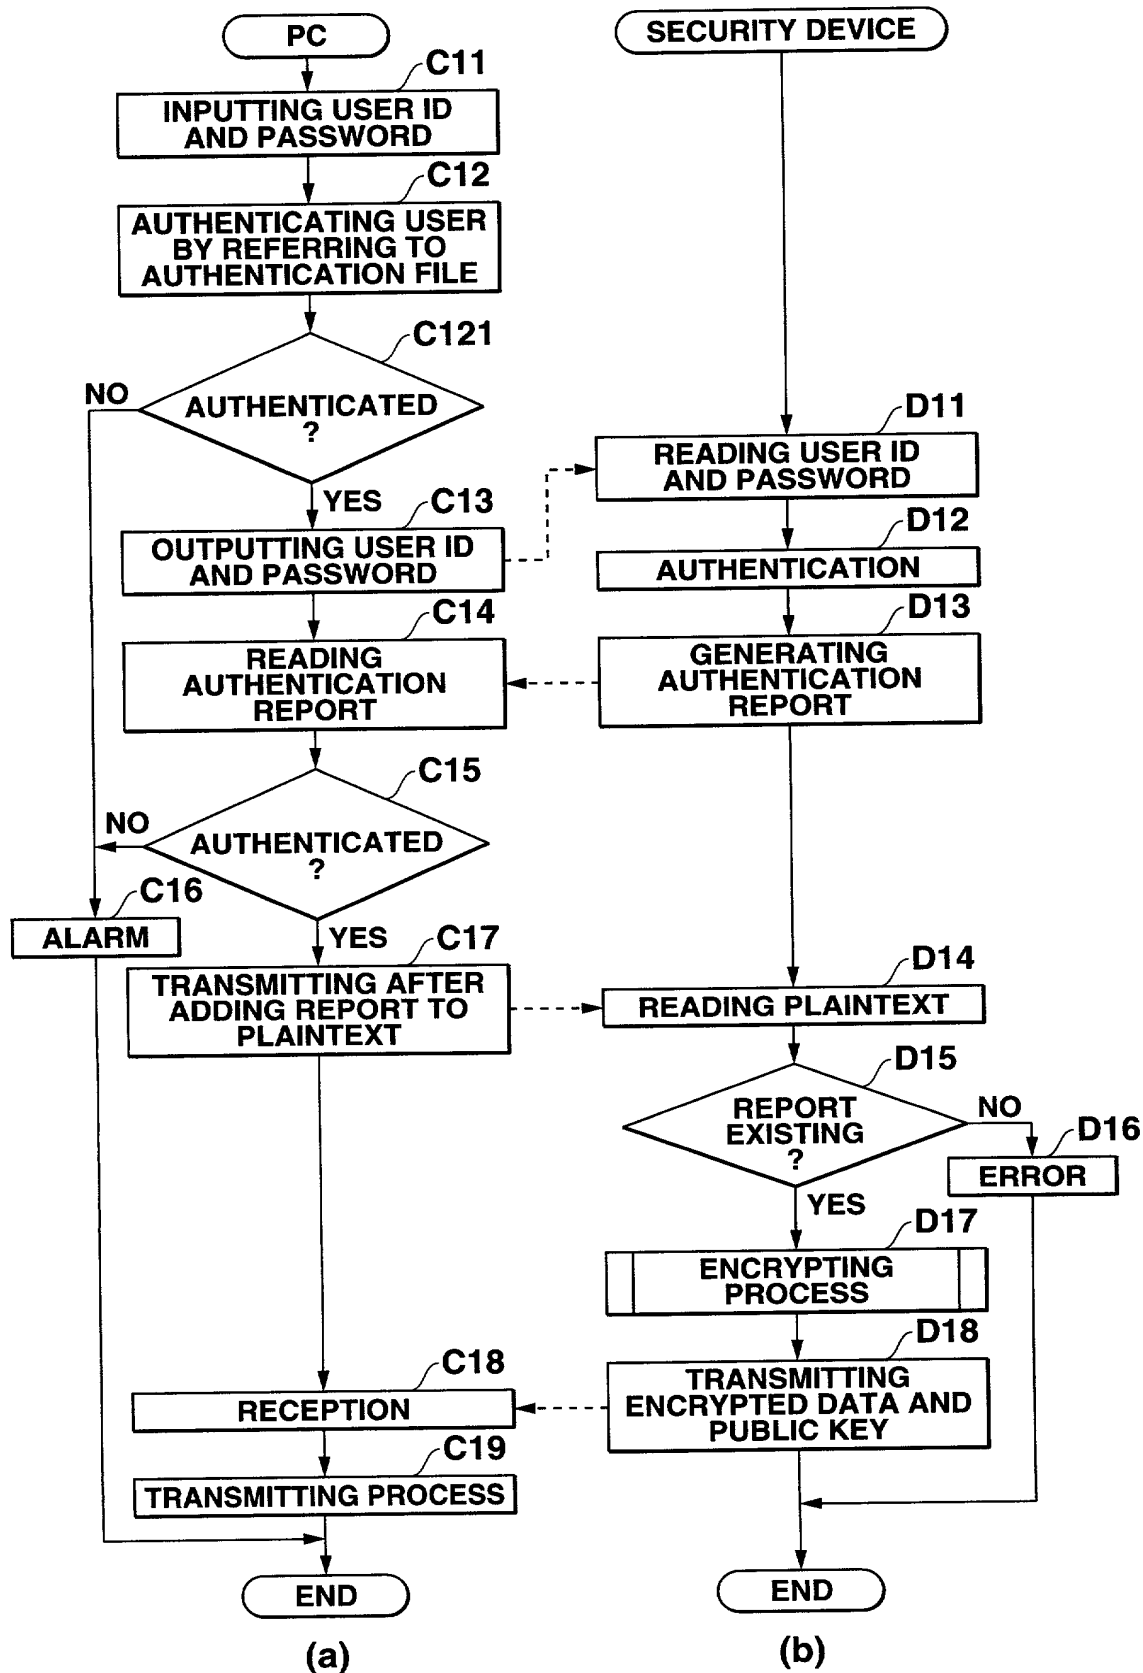 PC
C11
INPUTTING USER ID
AND PASSWORD
C12
AUTHENTICATING USER
BY REFERRING TO
AUTHENTICATION FILE
C121
NO
AUTHENTICATED
?
YES
C13
OUTPUTTING USER ID
AND PASSWORD
C14
READING
AUTHENTICATION
REPORT
C15
NO
AUTHENTICATED
?
C16
ALARM
YES
C17
TRANSMITTING AFTER
ADDING REPORT TO
PLAINTEXT
C18
RECEPTION
C19
TRANSMITTING PROCESS
END
(a)
SECURITY DEVICE
D11
READING USER ID
AND PASSWORD
D12
AUTHENTICATION
D13
GENERATING
AUTHENTICATION
REPORT
D14
READING PLAINTEXT
D15
REPORT
EXISTING
?
NO
D16
ERROR
YES
D17
ENCRYPTING
PROCESS
D18
TRANSMITTING
ENCRYPTED DATA AND
PUBLIC KEY
END
(b)